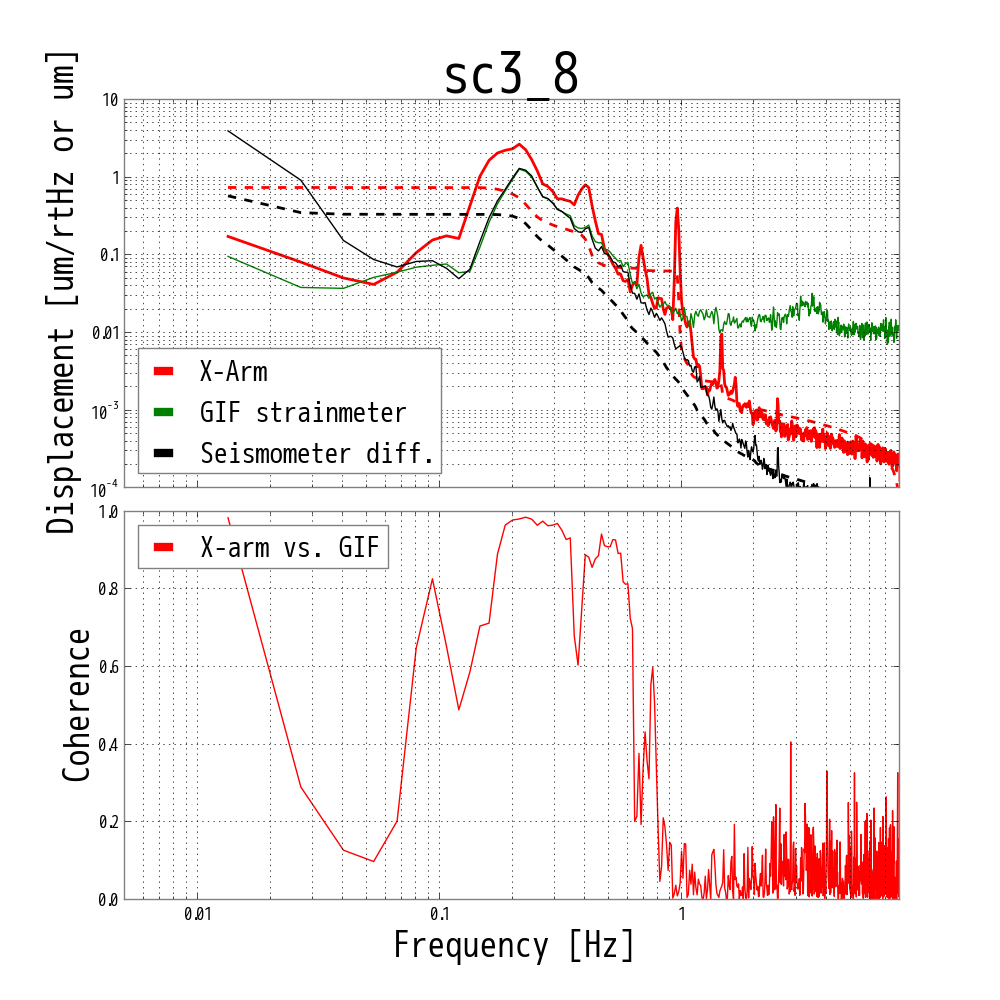 sc3_8
Displacement [um/rtHz or um]
10
1
0.1
0.01
10^-3
10^-4
X-Arm
GIF strainmeter
Seismometer diff.
Coherence
1.0
0.8
0.6
0.4
0.2
0.0
X-arm vs. GIF
0.01 0.1 1
Frequency [Hz]